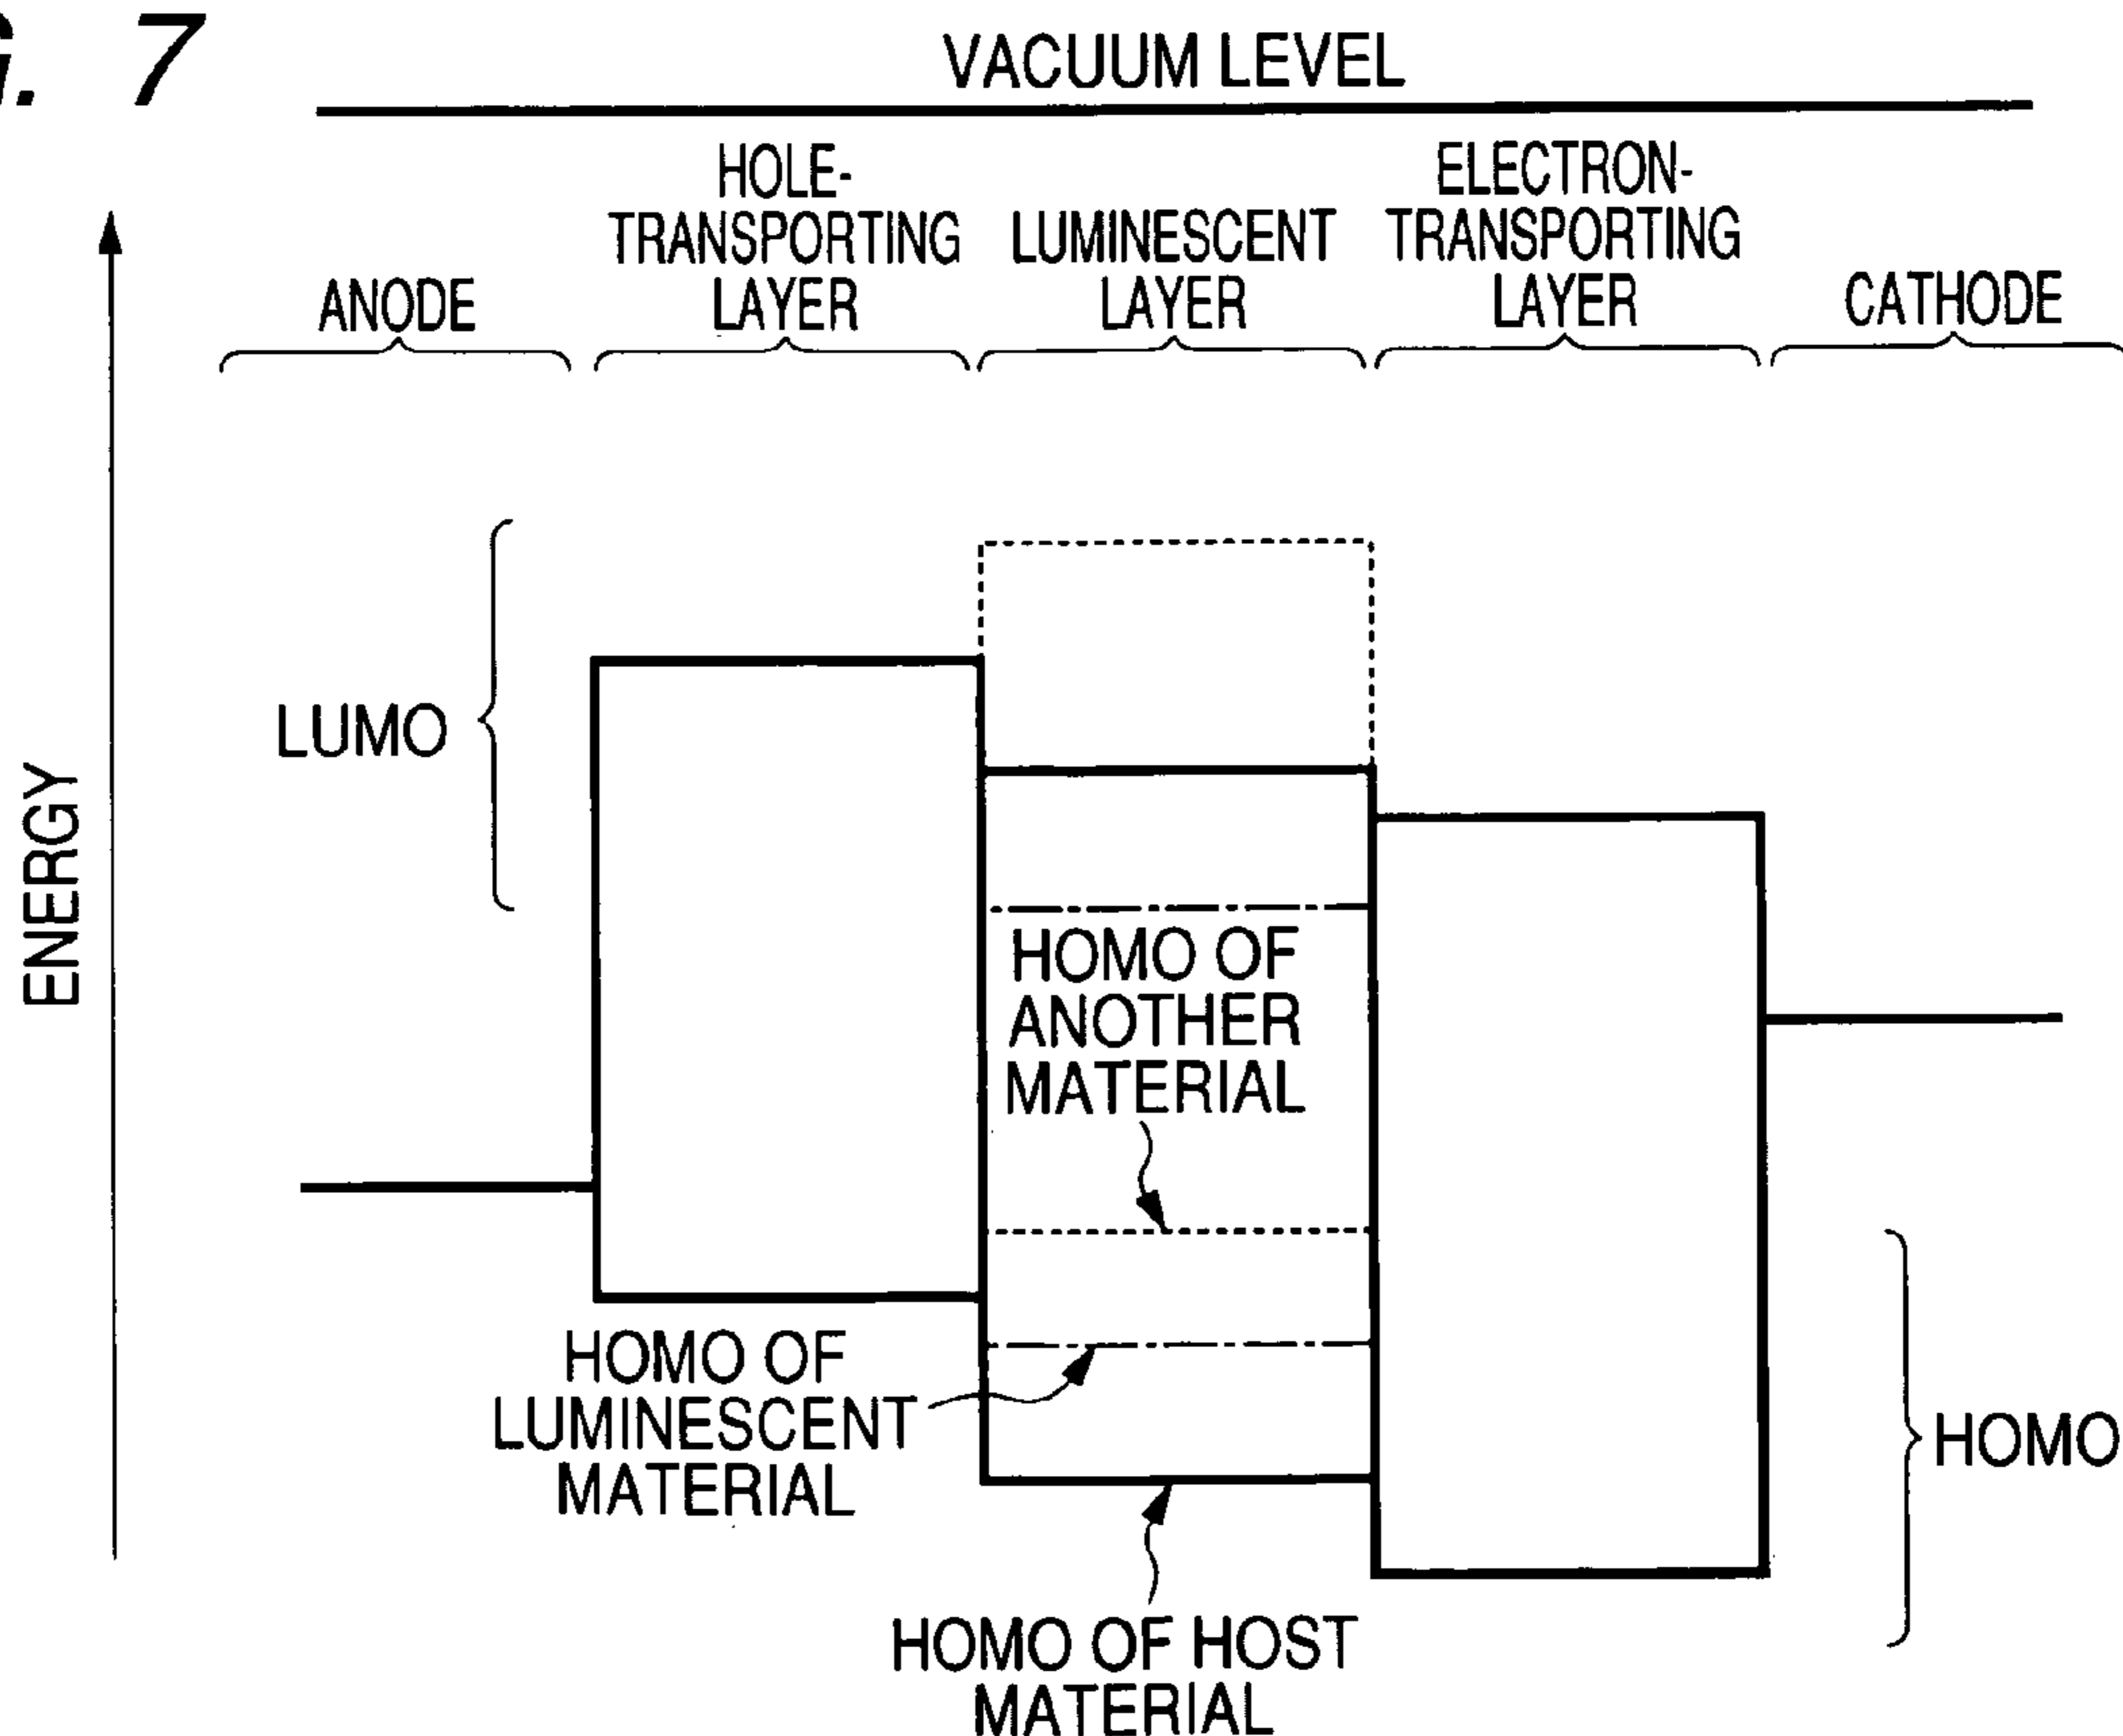 G. 7
VACUUM LEVEL
HOLE-
TRANSPORTING
LAYER
ELECTRON-
TRANSPORTING
LAYER
LUMINESCENT
LAYER
ANODE
CATHODE
LUMO
ENERGY
HOMO OF
ANOTHER
MATERIAL
HOMO OF
LUMINESCENT
MATERIAL
HOMO
HOMO OF HOST
MATERIAL